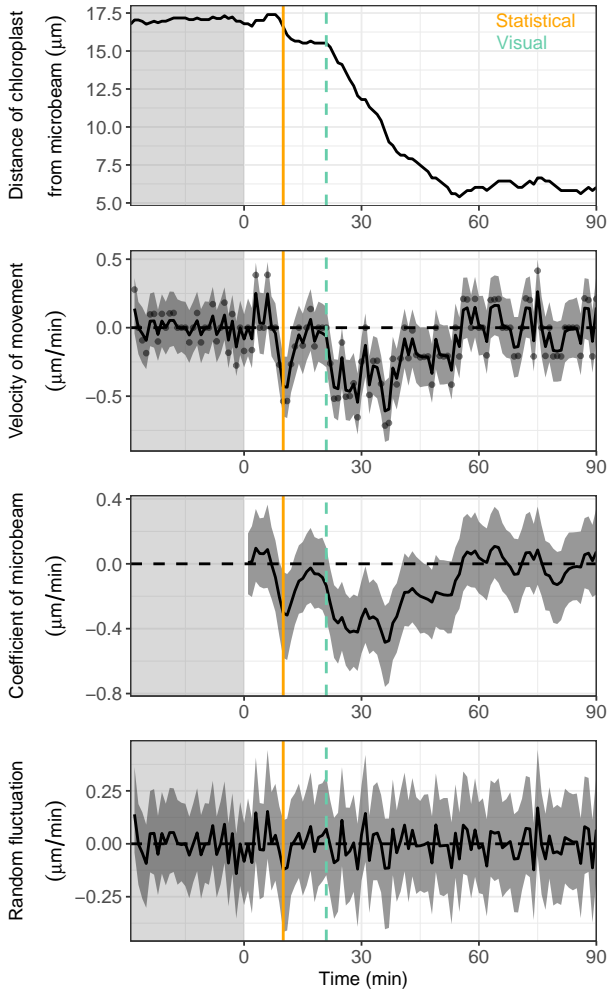 Distance of chloroplast
from microbeam (μm)
17.5
15.0
12.5
10.0
7.5
5.0
Statistical
Visual
0
30
60
90
Velocity of movement
(μm/min)
0.5
0.0
−0.5
0
30
60
90
Coefficient of microbeam
(μm/min)
0.4
0.0
−0.4
−0.8
0
30
60
90
Random fluctuation
(μm/min)
0.25
0.00
−0.25
0
30
60
90
Time (min)